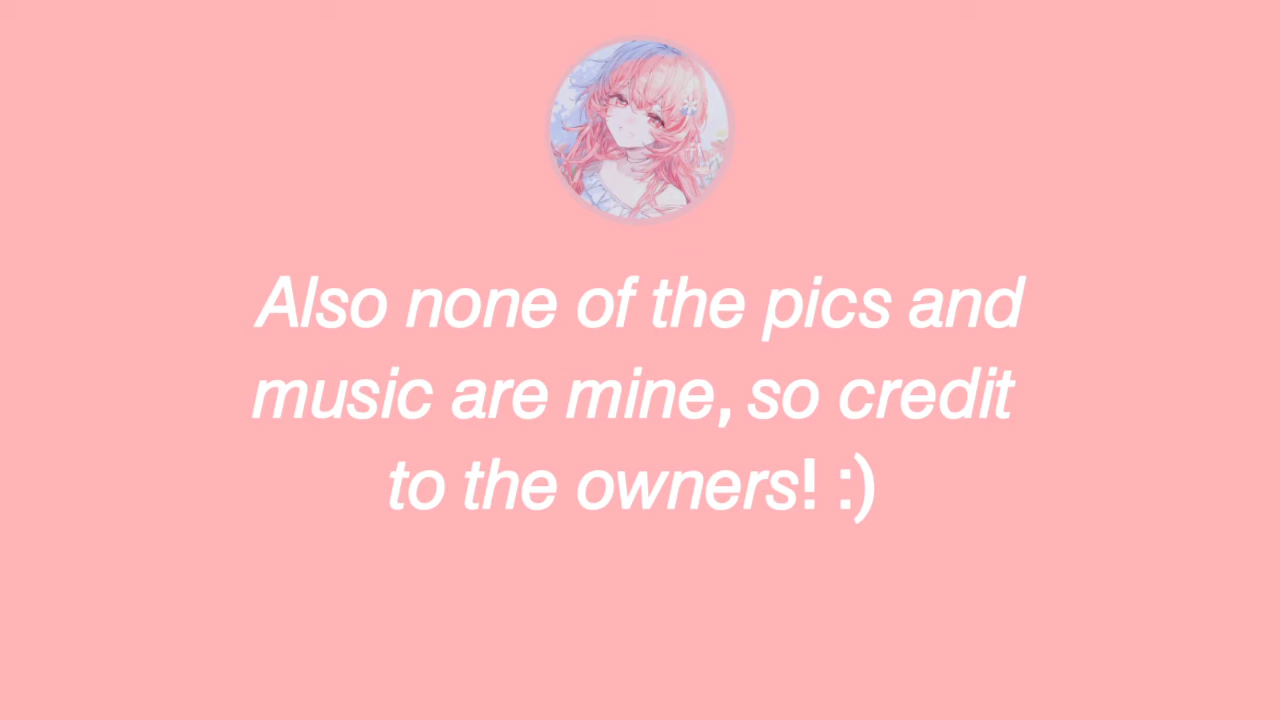 Also none of the pics and
music are mine, so credit
to the owners! :)